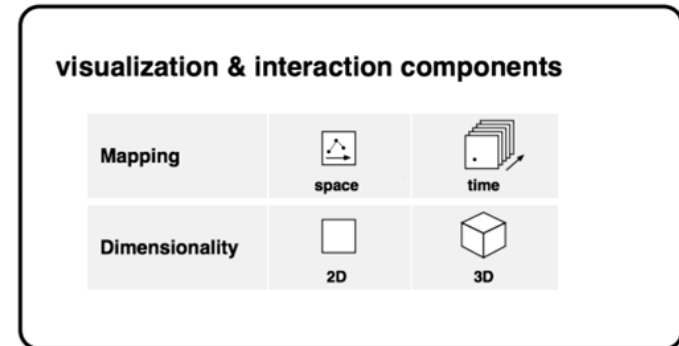 visualization & interaction components
Mapping
space
time
Dimensionality
2D
3D